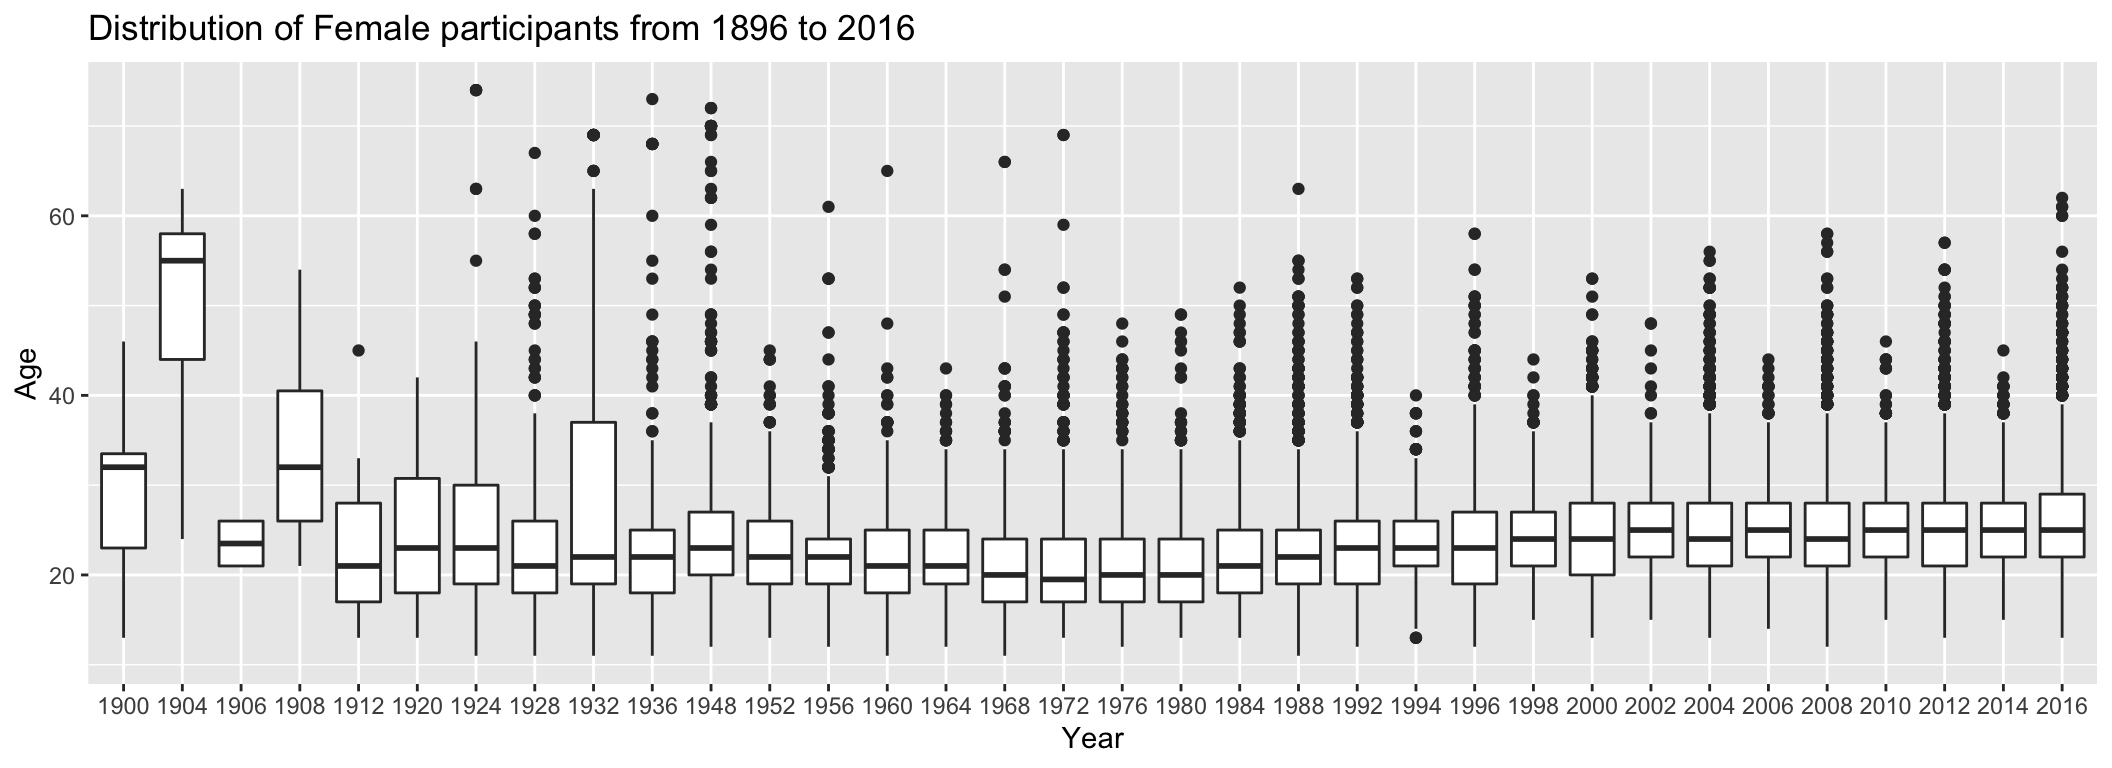 Distribution of Female participants from 1896 to 2016
Age
60
40
20
1900 1904 1906 1908 1912 1920 1924 1928 1932 1936 1948 1952 1956 1960 1964 1968 1972 1976 1980 1984 1988 1992 1994 1996 1998 2000 2002 2004 2006 2008 2010 2012 2014 2016
Year